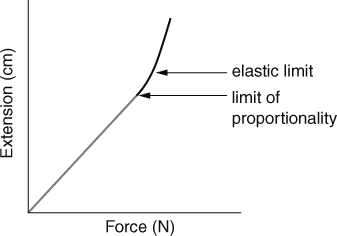 Extension (cm)
elastic limit
limit of
proportionality
Force (N)